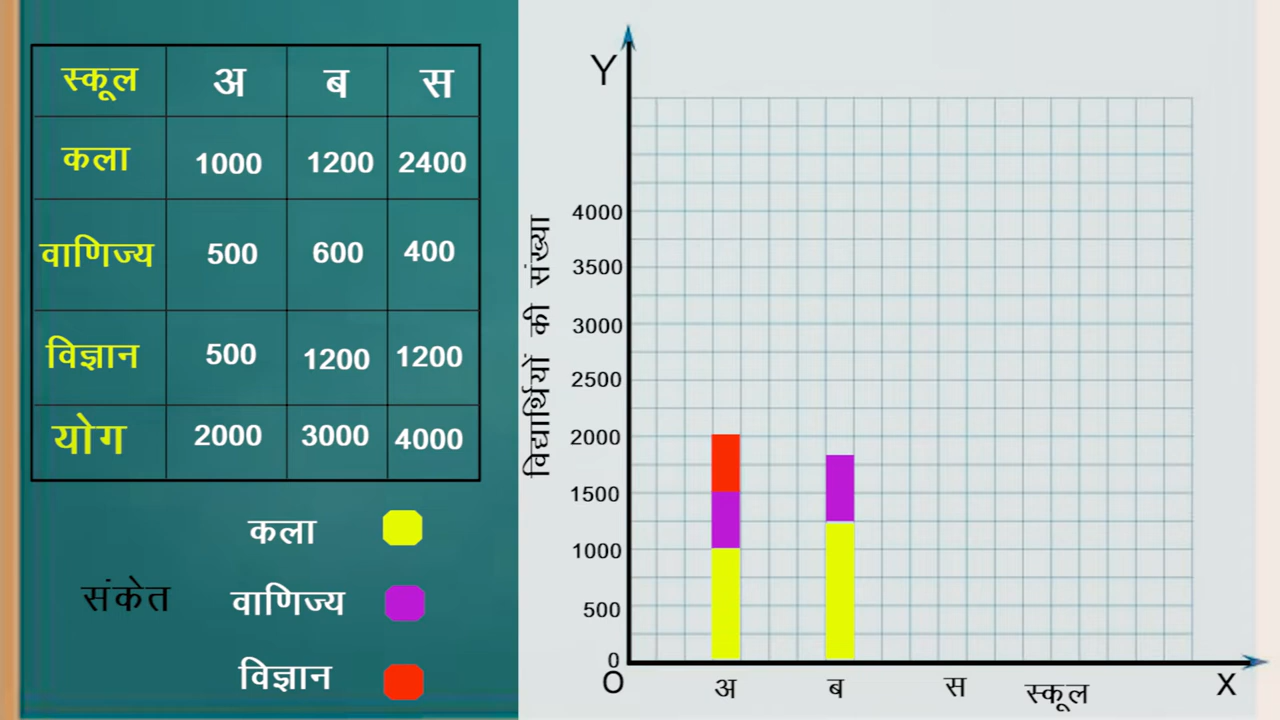 स्कूल अ ब स
कला 1000 1200 2400
वाणिज्य 500 600 400
विज्ञान 500 1200 1200
योग 2000 3000 4000
संकेत
कला
वाणिज्य
विज्ञान
Y
विद्यार्थियों की संख्या
4000
3500
3000
2500
2000
1500
1000
500
0
O
अ ब स स्कूल X